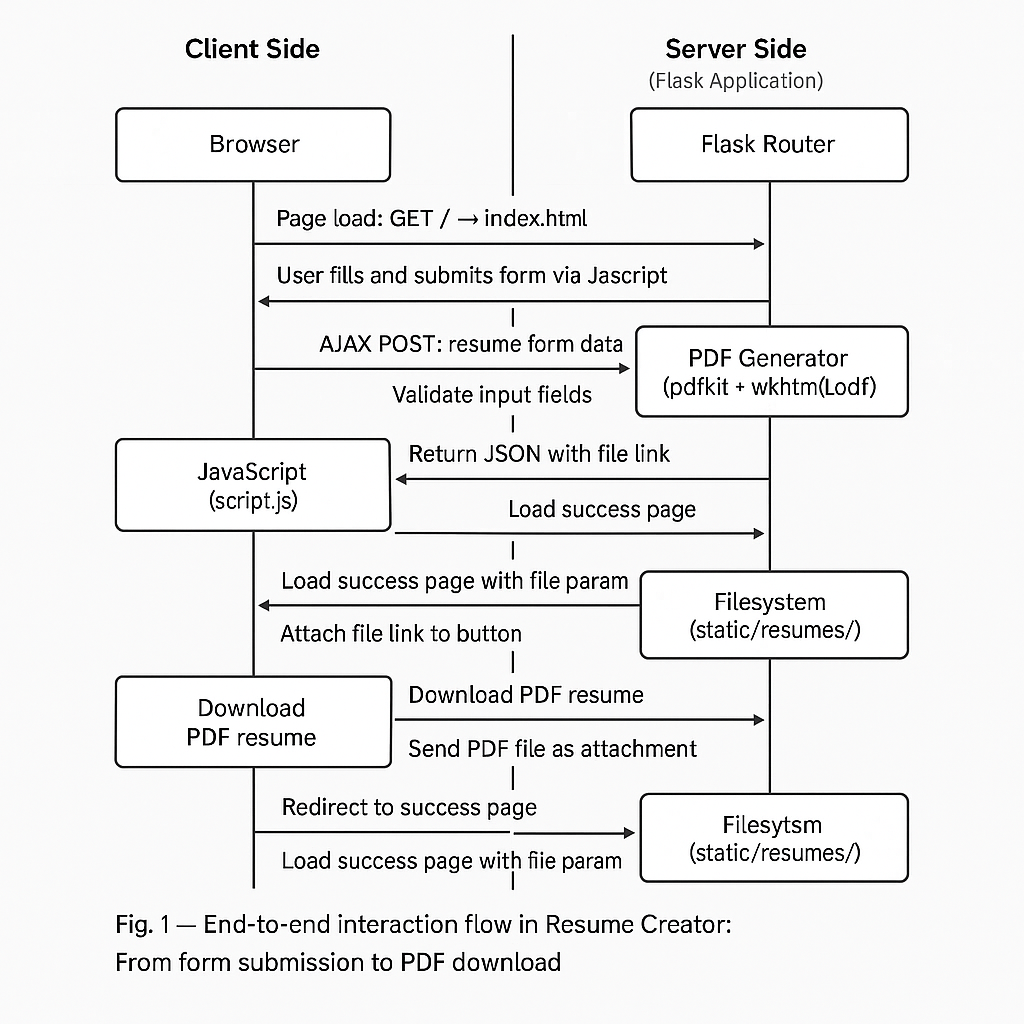 Client Side
Server Side
(Flask Application)
Browser
Flask Router
Page load: GET / → index.html
User fills and submits form via Jascript
AJAX POST: resume form data
PDF Generator
(pdfkit + wkhtm(Lodf)
Validate input fields
Return JSON with file link
JavaScript
(script.js)
Load success page
Load success page with file param
Filesystem
(static/resumes/)
Attach file link to button
Download
PDF resume
Download PDF resume
Send PDF file as attachment
Redirect to success page
Filesytsm
(static/resumes/)
Load success page with fiie param
Fig. 1 — End-to-end interaction flow in Resume Creator:
From form submission to PDF download